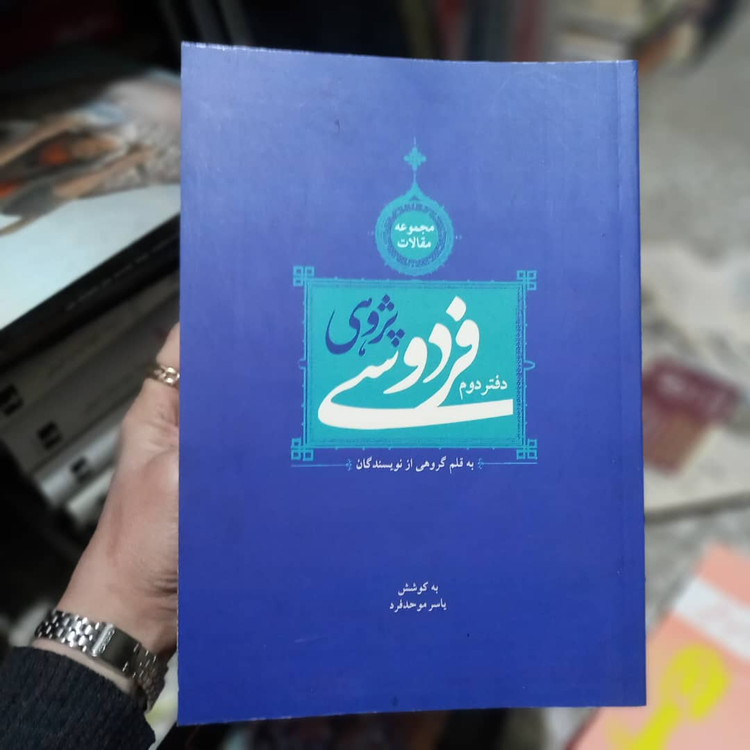 مجموعه
مقالات
فردوسی پژوهی
دفتر دوم
به قلم گروهی از نویسندگان
به کوشش
یاسر موحدفرد